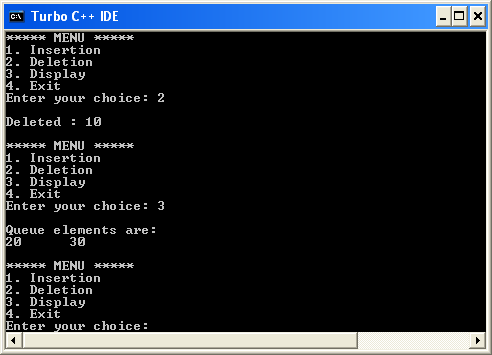 Turbo C++ IDE
***** MENU *****
1. Insertion
2. Deletion
3. Display
4. Exit
Enter your choice: 2
Deleted : 10
***** MENU *****
1. Insertion
2. Deletion
3. Display
4. Exit
Enter your choice: 3
Queue elements are:
20 30
***** MENU *****
1. Insertion
2. Deletion
3. Display
4. Exit
Enter your choice: